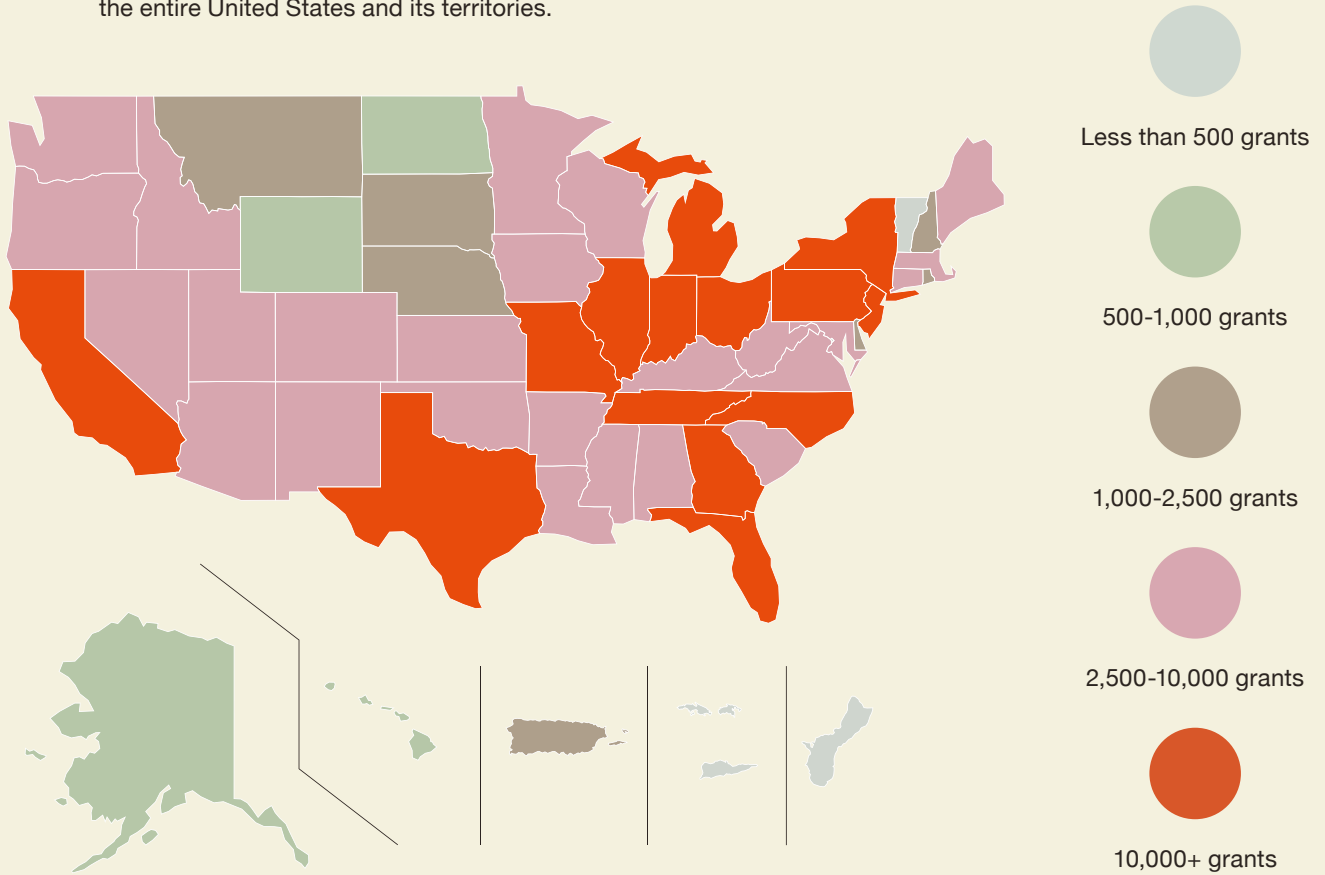 the entire United States and its territories.
Less than 500 grants
500-1,000 grants
1,000-2,500 grants
2,500-10,000 grants
10,000+ grants